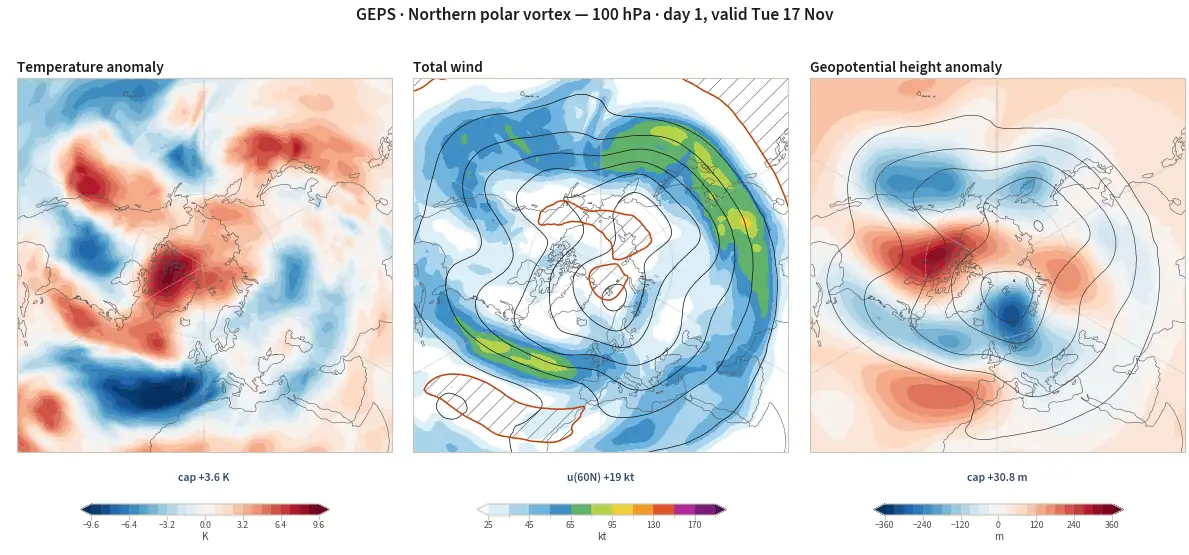 GEPS · Northern polar vortex — 100 hPa · day 1, valid Tue 17 Nov
Temperature anomaly
Total wind
Geopotential height anomaly
cap +3.6 K
u(60N) +19 kt
cap +30.8 m
−9.6 −6.4 −3.2 0.0 3.2 6.4 9.6
K
25 45 65 95 130 170
kt
−360 −240 −120 0 120 240 360
m